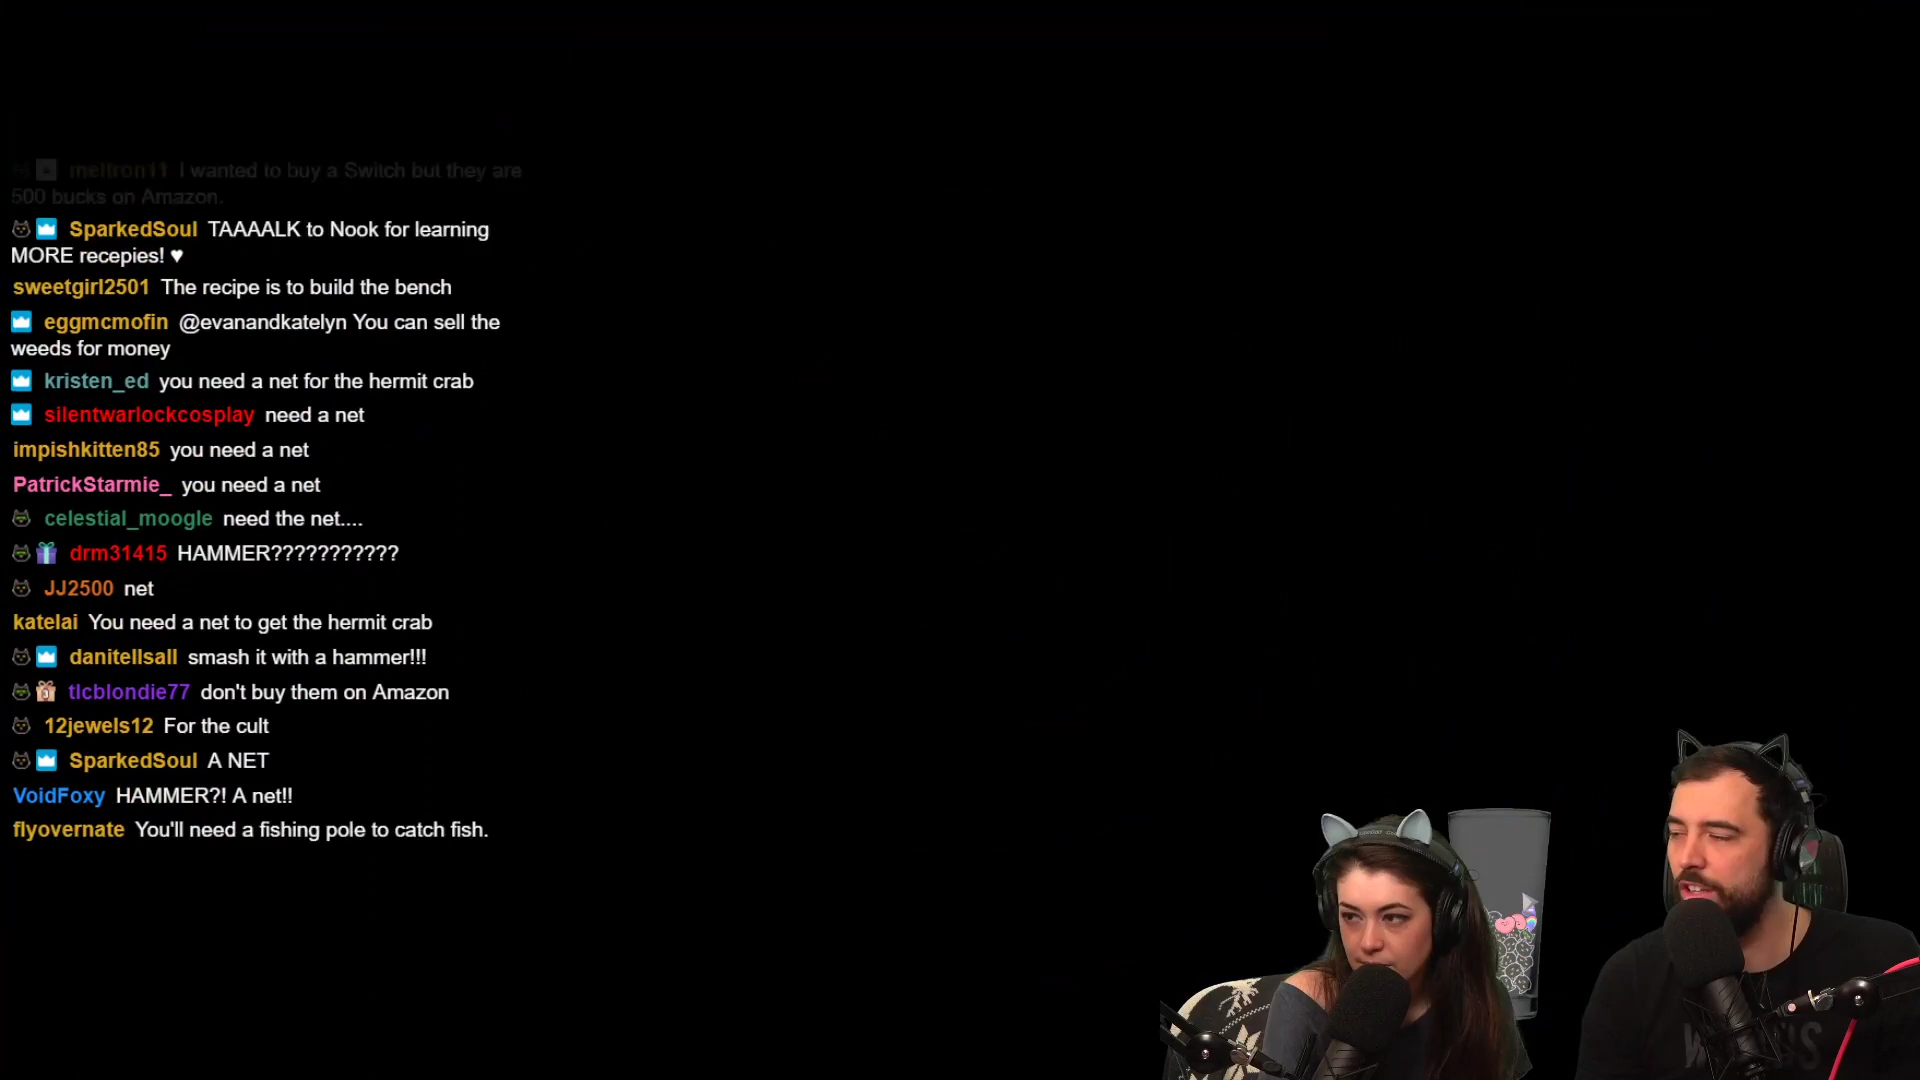 meltron11 I wanted to buy a Switch but they are
500 bucks on Amazon.
SparkedSoul TAAAALK to Nook for learning
MORE recepies! ♥
sweetgirl2501 The recipe is to build the bench
eggmcmofin @evanandkatelyn You can sell the
weeds for money
kristen_ed you need a net for the hermit crab
silentwarlockcosplay need a net
impishkitten85 you need a net
PatrickStarmie_ you need a net
celestial_moogle need the net....
drm31415 HAMMER???????????
JJ2500 net
katelai You need a net to get the hermit crab
danitellsall smash it with a hammer!!!
tlcblondie77 don't buy them on Amazon
12jewels12 For the cult
SparkedSoul A NET
VoidFoxy HAMMER?! A net!!
flyovernate You'll need a fishing pole to catch fish.